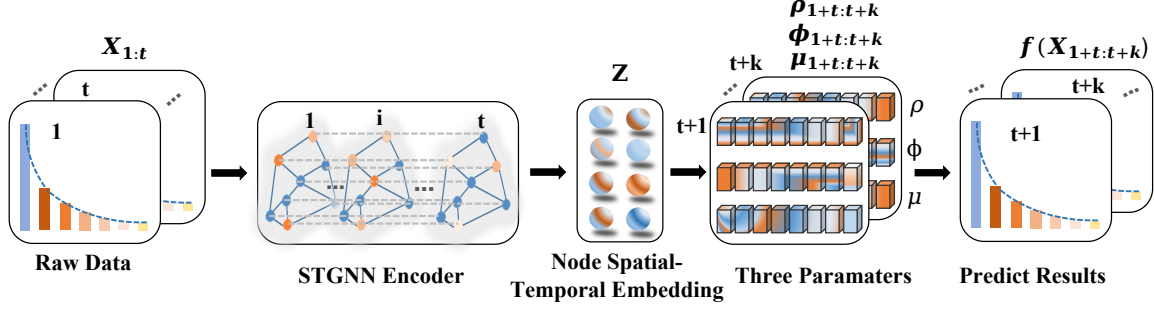 X₁:ₜ
t
1
Raw Data
1
i
t
...
...
STGNN Encoder
Z
Node Spatial-
Temporal Embedding
ρ₁₊ₜ:ₜ₊ₖ
ϕ₁₊ₜ:ₜ₊ₖ
μ₁₊ₜ:ₜ₊ₖ
t+k
t+1
ρ
ϕ
μ
Three Paramaters
f(X₁₊ₜ:ₜ₊ₖ)
t+k
t+1
Predict Results